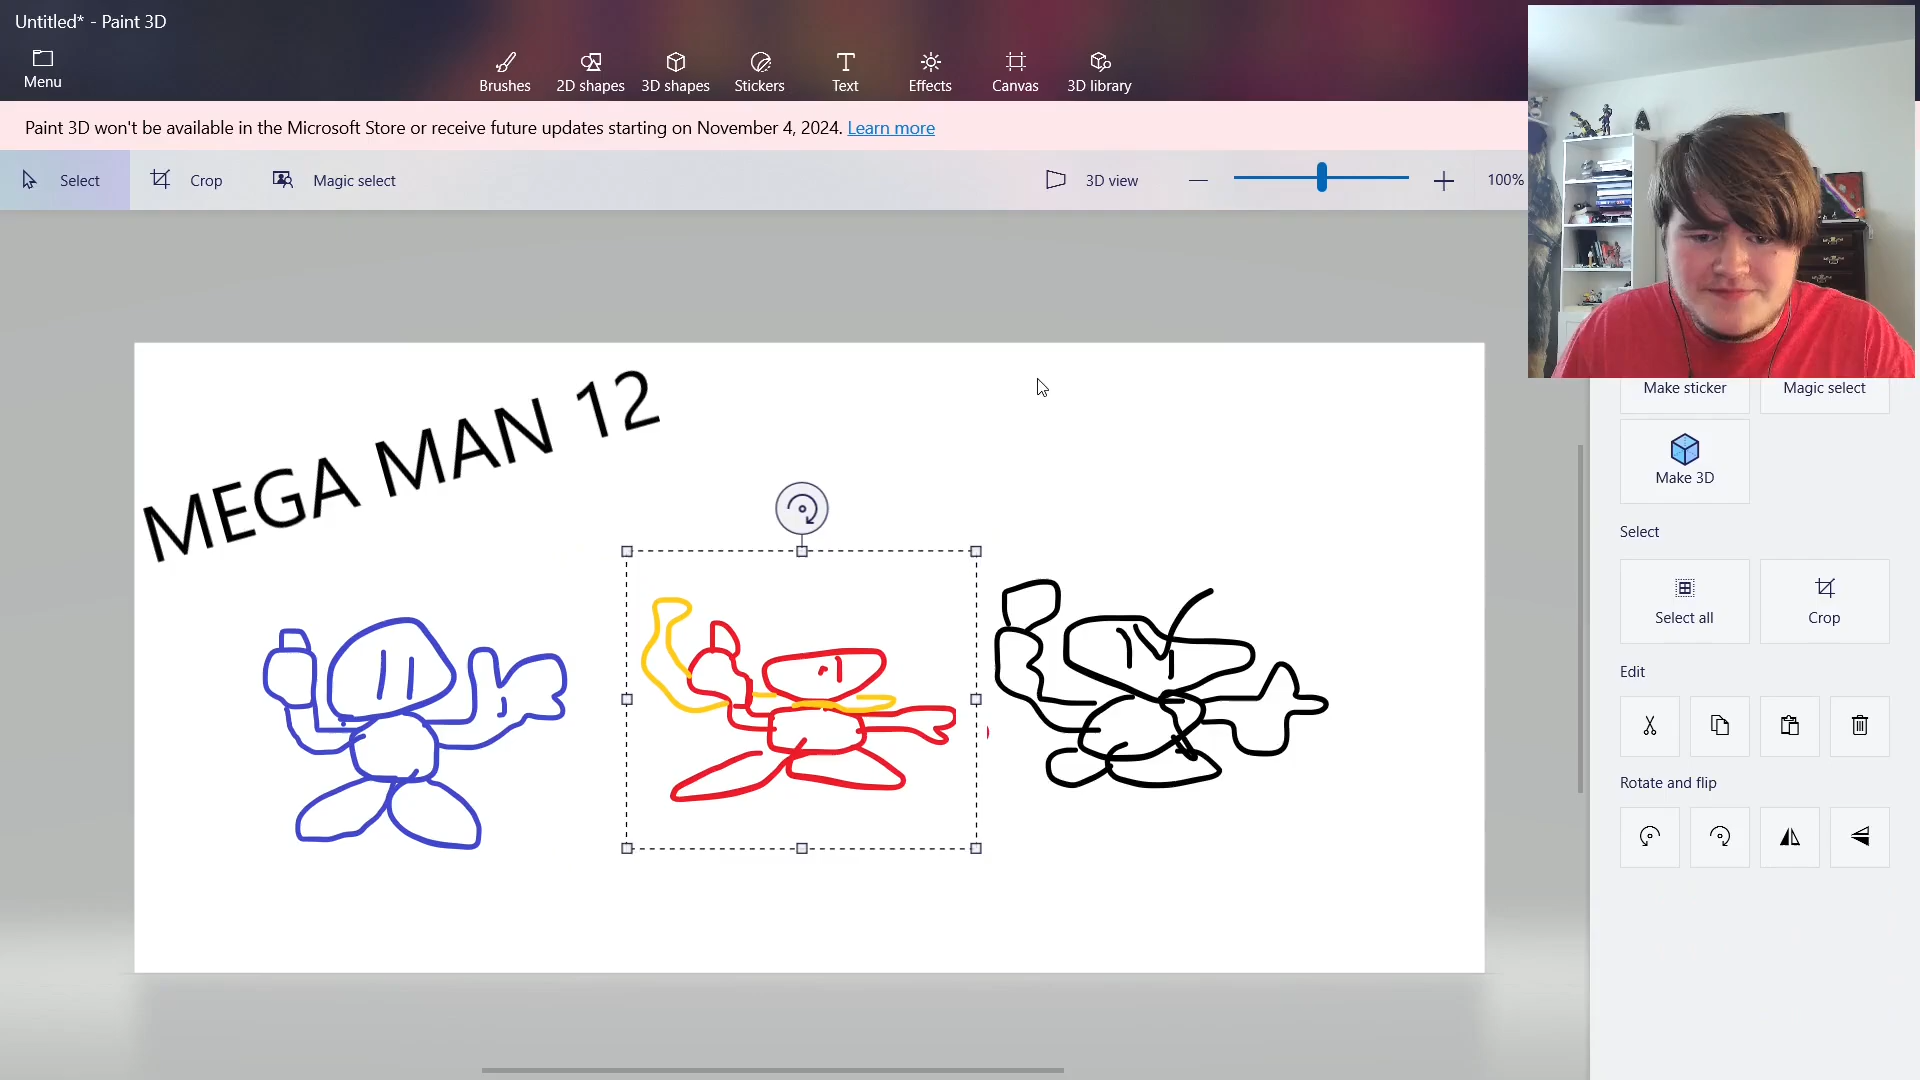 Untitled* - Paint 3D
Menu
Brushes
2D shapes
3D shapes
Stickers
Text
Effects
Canvas
3D library
Paint 3D won't be available in the Microsoft Store or receive future updates starting on November 4, 2024. Learn more
Select
Crop
Magic select
3D view
100%
MEGA MAN 12
Make sticker
Magic select
Make 3D
Select
Select all
Crop
Edit
Rotate and flip